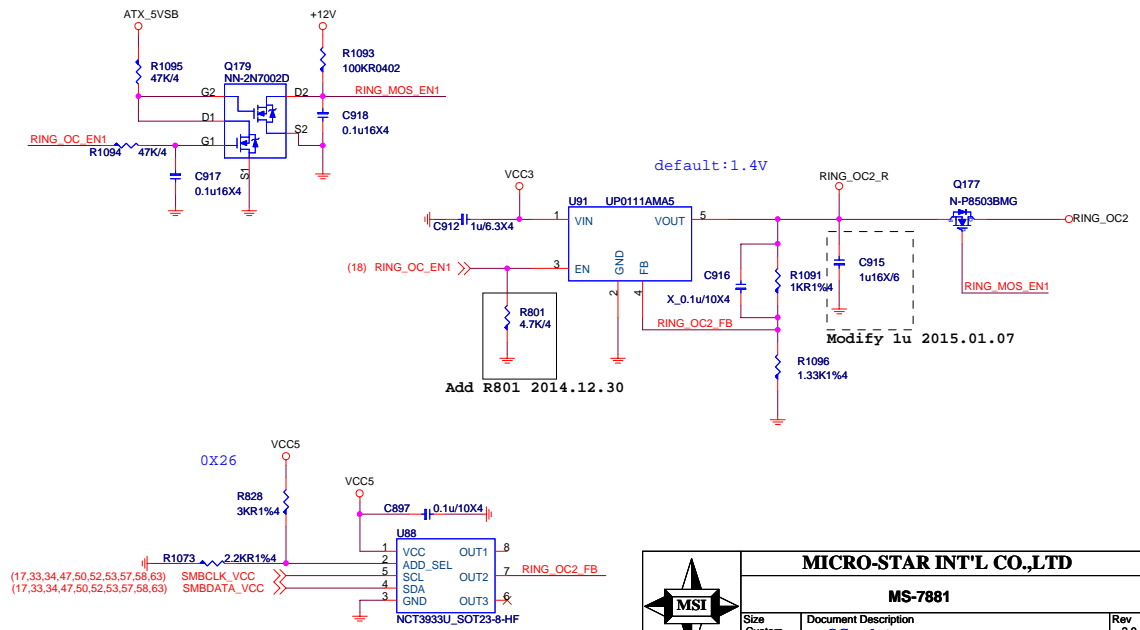 ATX_5VSB
+12V
R1095
47K/4
Q179
NN-2N7002D
R1093
100KR0402
G2
D2
RING_MOS_EN1
D1
C918
0.1u16X4
S2
RING_OC_EN1
G1
R1094
47K/4
C917
0.1u16X4
S1
default:1.4V
VCC3
RING_OC2_R
Q177
N-P8503BMG
U91
UP0111AMA5
C912
1u/6.3X4
1
VIN
VOUT
5
RING_OC2
(18)
RING_OC_EN1
3
EN
GND
FB
2
4
C916
X_0.1u/10X4
R1091
1KR1%4
C915
1u16X/6
RING_MOS_EN1
R801
4.7K/4
RING_OC2_FB
Modify 1u 2015.01.07
R1096
1.33K1%4
Add R801 2014.12.30
VCC5
0X26
VCC5
R828
3KR1%4
C897
0.1u/10X4
U88
R1073
2.2KR1%4
1
VCC
OUT1
8
2
ADD_SEL
(17,33,34,47,50,52,53,57,58,63)
SMBCLK_VCC
5
SCL
OUT2
7
RING_OC2_FB
(17,33,34,47,50,52,53,57,58,63)
SMBDATA_VCC
4
SDA
3
GND
OUT3
6
NCT3933U_SOT23-8-HF
MSI
MICRO-STAR INT'L CO.,LTD
MS-7881
Size
Document Description
Rev